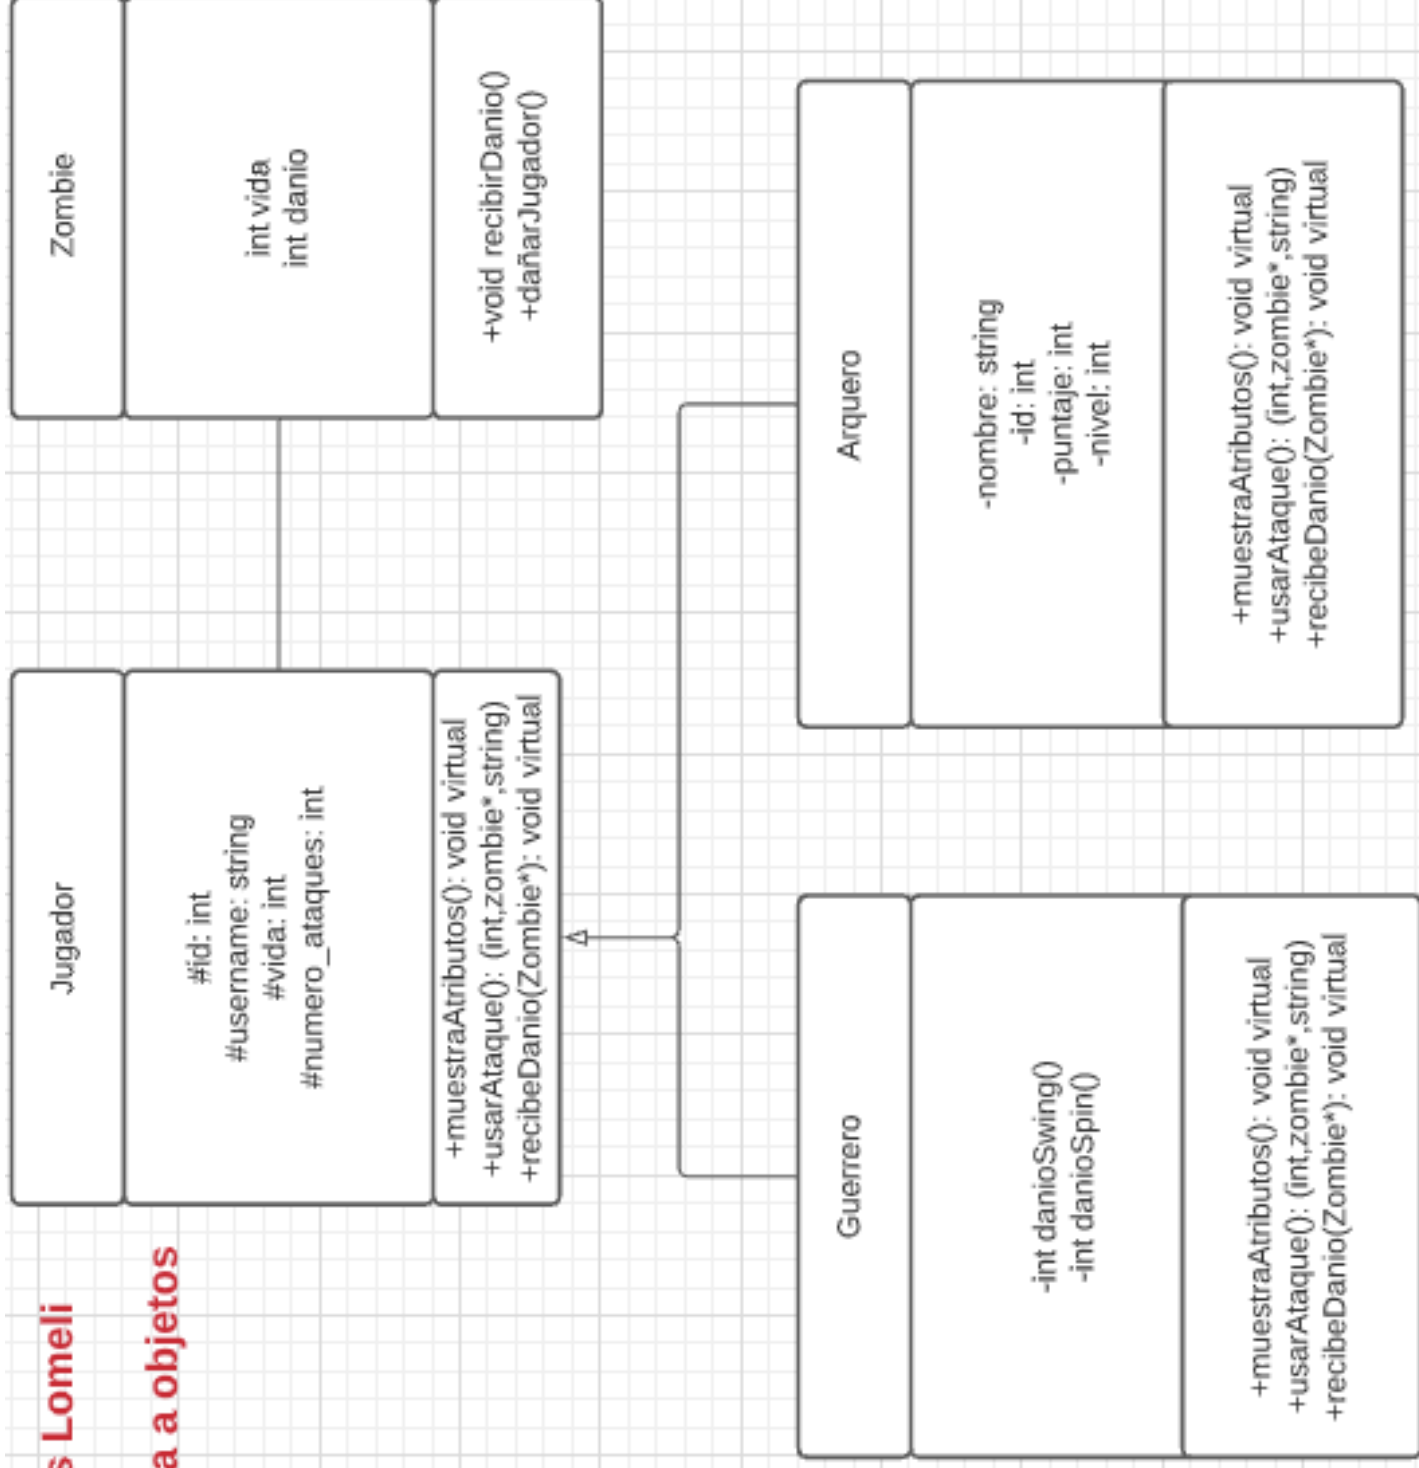 s Lomeli
a a objetos
Jugador
#id: int
#username: string
#vida: int
#numero_ataques: int
+muestraAtributos(): void virtual
+usarAtaque(): (int,zombie*,string)
+recibeDanio(Zombie*): void virtual
Zombie
int vida
int danio
+void recibirDanio()
+dañarJugador()
Guerrero
-int danioSwing()
-int danioSpin()
+muestraAtributos(): void virtual
+usarAtaque(): (int,zombie*,string)
+recibeDanio(Zombie*): void virtual
Arquero
-nombre: string
-id: int
-puntaje: int
-nivel: int
+muestraAtributos(): void virtual
+usarAtaque(): (int,zombie*,string)
+recibeDanio(Zombie*): void virtual